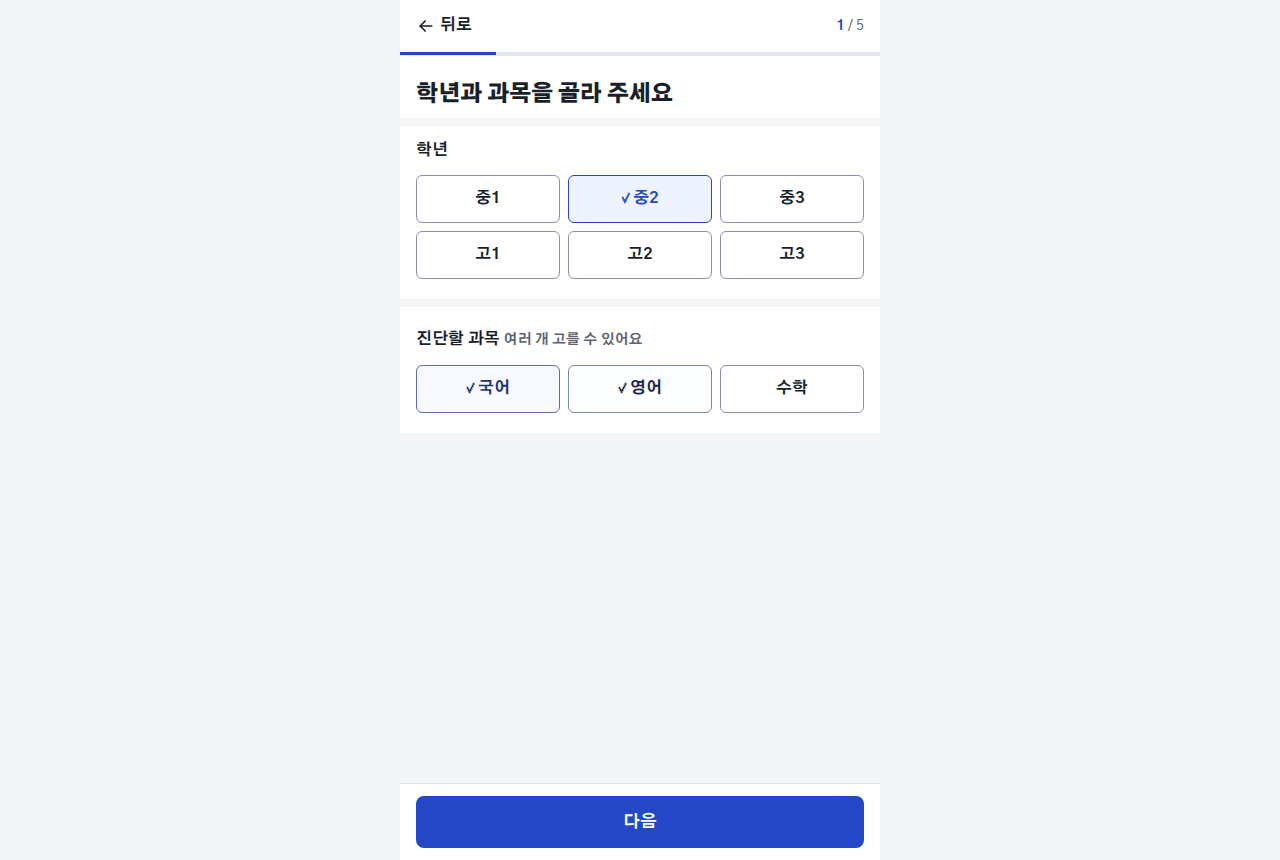 ← 뒤로 1 / 5
학년과 과목을 골라 주세요
학년
중1 ✓ 중2 중3
고1 고2 고3
진단할 과목 여러 개 고를 수 있어요
✓ 국어 ✓ 영어 수학
다음